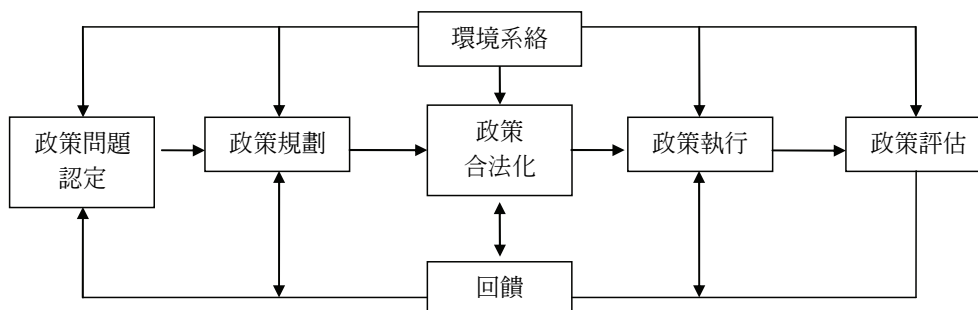 環境系絡
政策問題
認定
政策規劃
政策
合法化
政策執行
政策評估
回饋